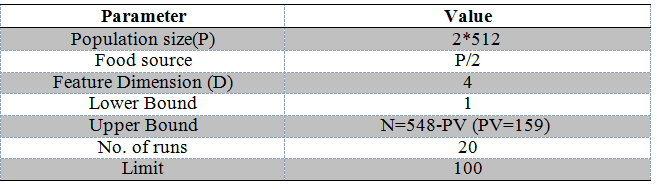 Parameter Value
Population size(P) 2*512
Food source P/2
Feature Dimension (D) 4
Lower Bound 1
Upper Bound N=548-PV (PV=159)
No. of runs 20
Limit 100